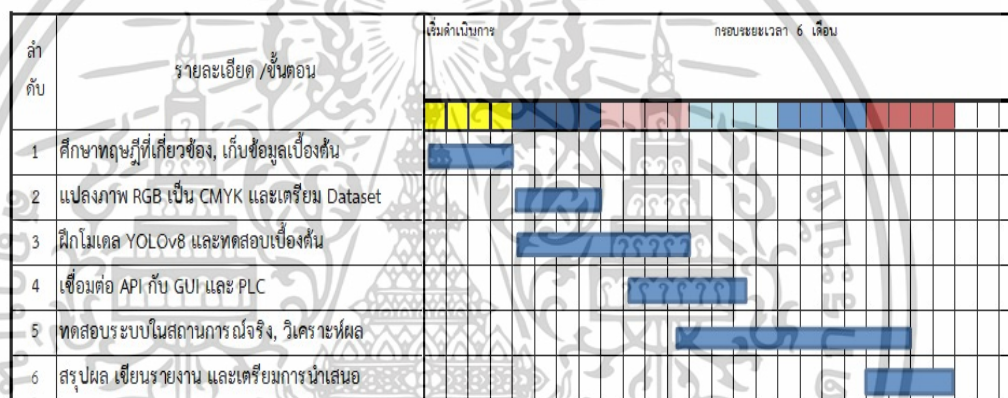 ลำ
ดับ
รายละเอียด /ขั้นตอน
เริ่มดำเนินการ
กรอบระยะเวลา 6 เดือน
1 ศึกษาทฤษฎีที่เกี่ยวข้อง, เก็บข้อมูลเบื้องต้น
2 แปลงภาพ RGB เป็น CMYK และเตรียม Dataset
3 ฝึกโมเดล YOLOv8 และทดสอบเบื้องต้น
4 เชื่อมต่อ API กับ GUI และ PLC
5 ทดสอบระบบในสถานการณ์จริง, วิเคราะห์ผล
6 สรุปผล เขียนรายงาน และเตรียมการนำเสนอ